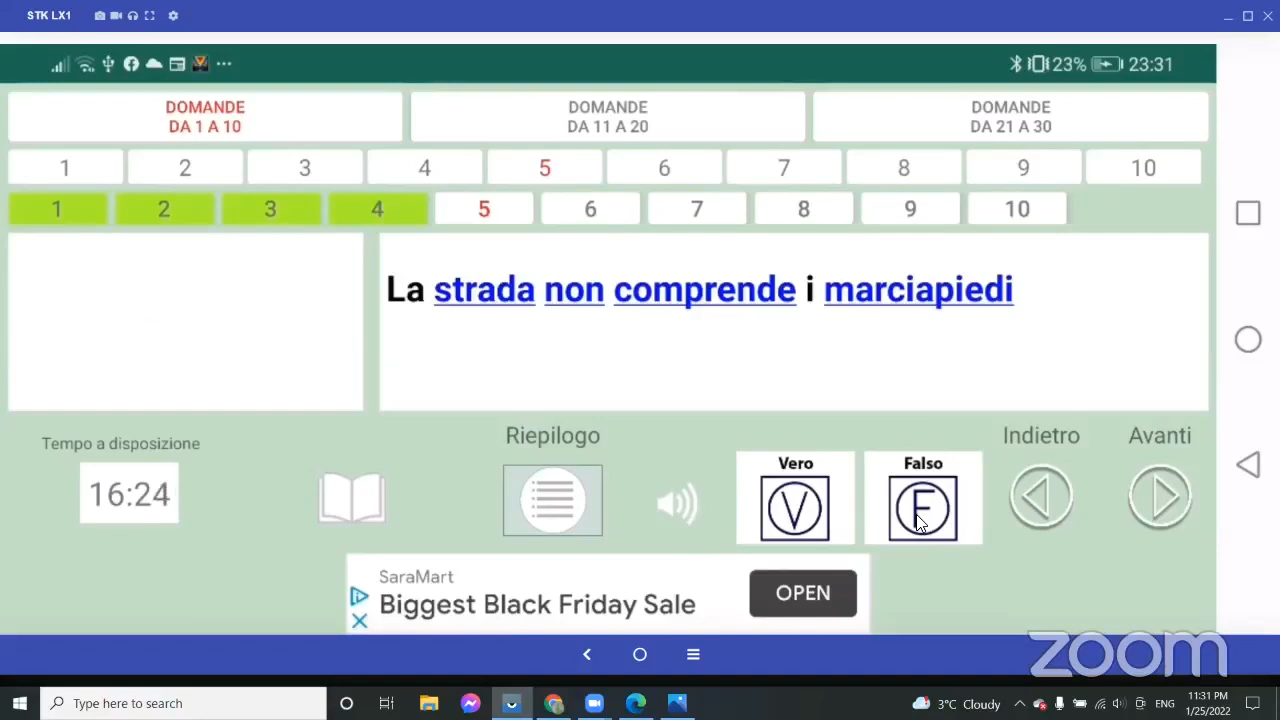 STK LX1
23% 23:31
DOMANDE
DA 1 A 10
DOMANDE
DA 11 A 20
DOMANDE
DA 21 A 30
1 2 3 4 5 6 7 8 9 10
1 2 3 4 5 6 7 8 9 10
La strada non comprende i marciapiedi
Tempo a disposizione
16:24
Riepilogo
Vero
V
Falso
F
Indietro
Avanti
SaraMart
Biggest Black Friday Sale
OPEN
zoom
Type here to search
3°C Cloudy
ENG
11:31 PM
1/25/2022